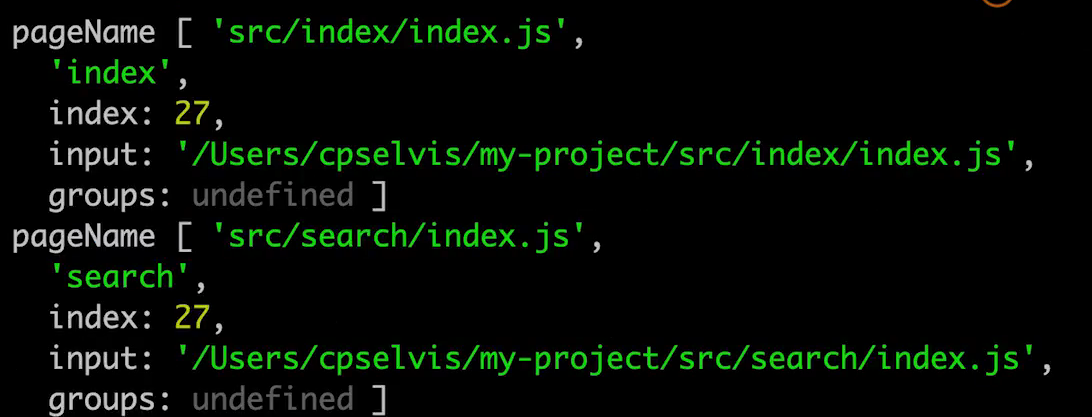 pageName [ 'src/index/index.js',
  'index',
  index: 27,
  input: '/Users/cpselvis/my-project/src/index/index.js',
  groups: undefined ]
pageName [ 'src/search/index.js',
  'search',
  index: 27,
  input: '/Users/cpselvis/my-project/src/search/index.js',
  groups: undefined ]